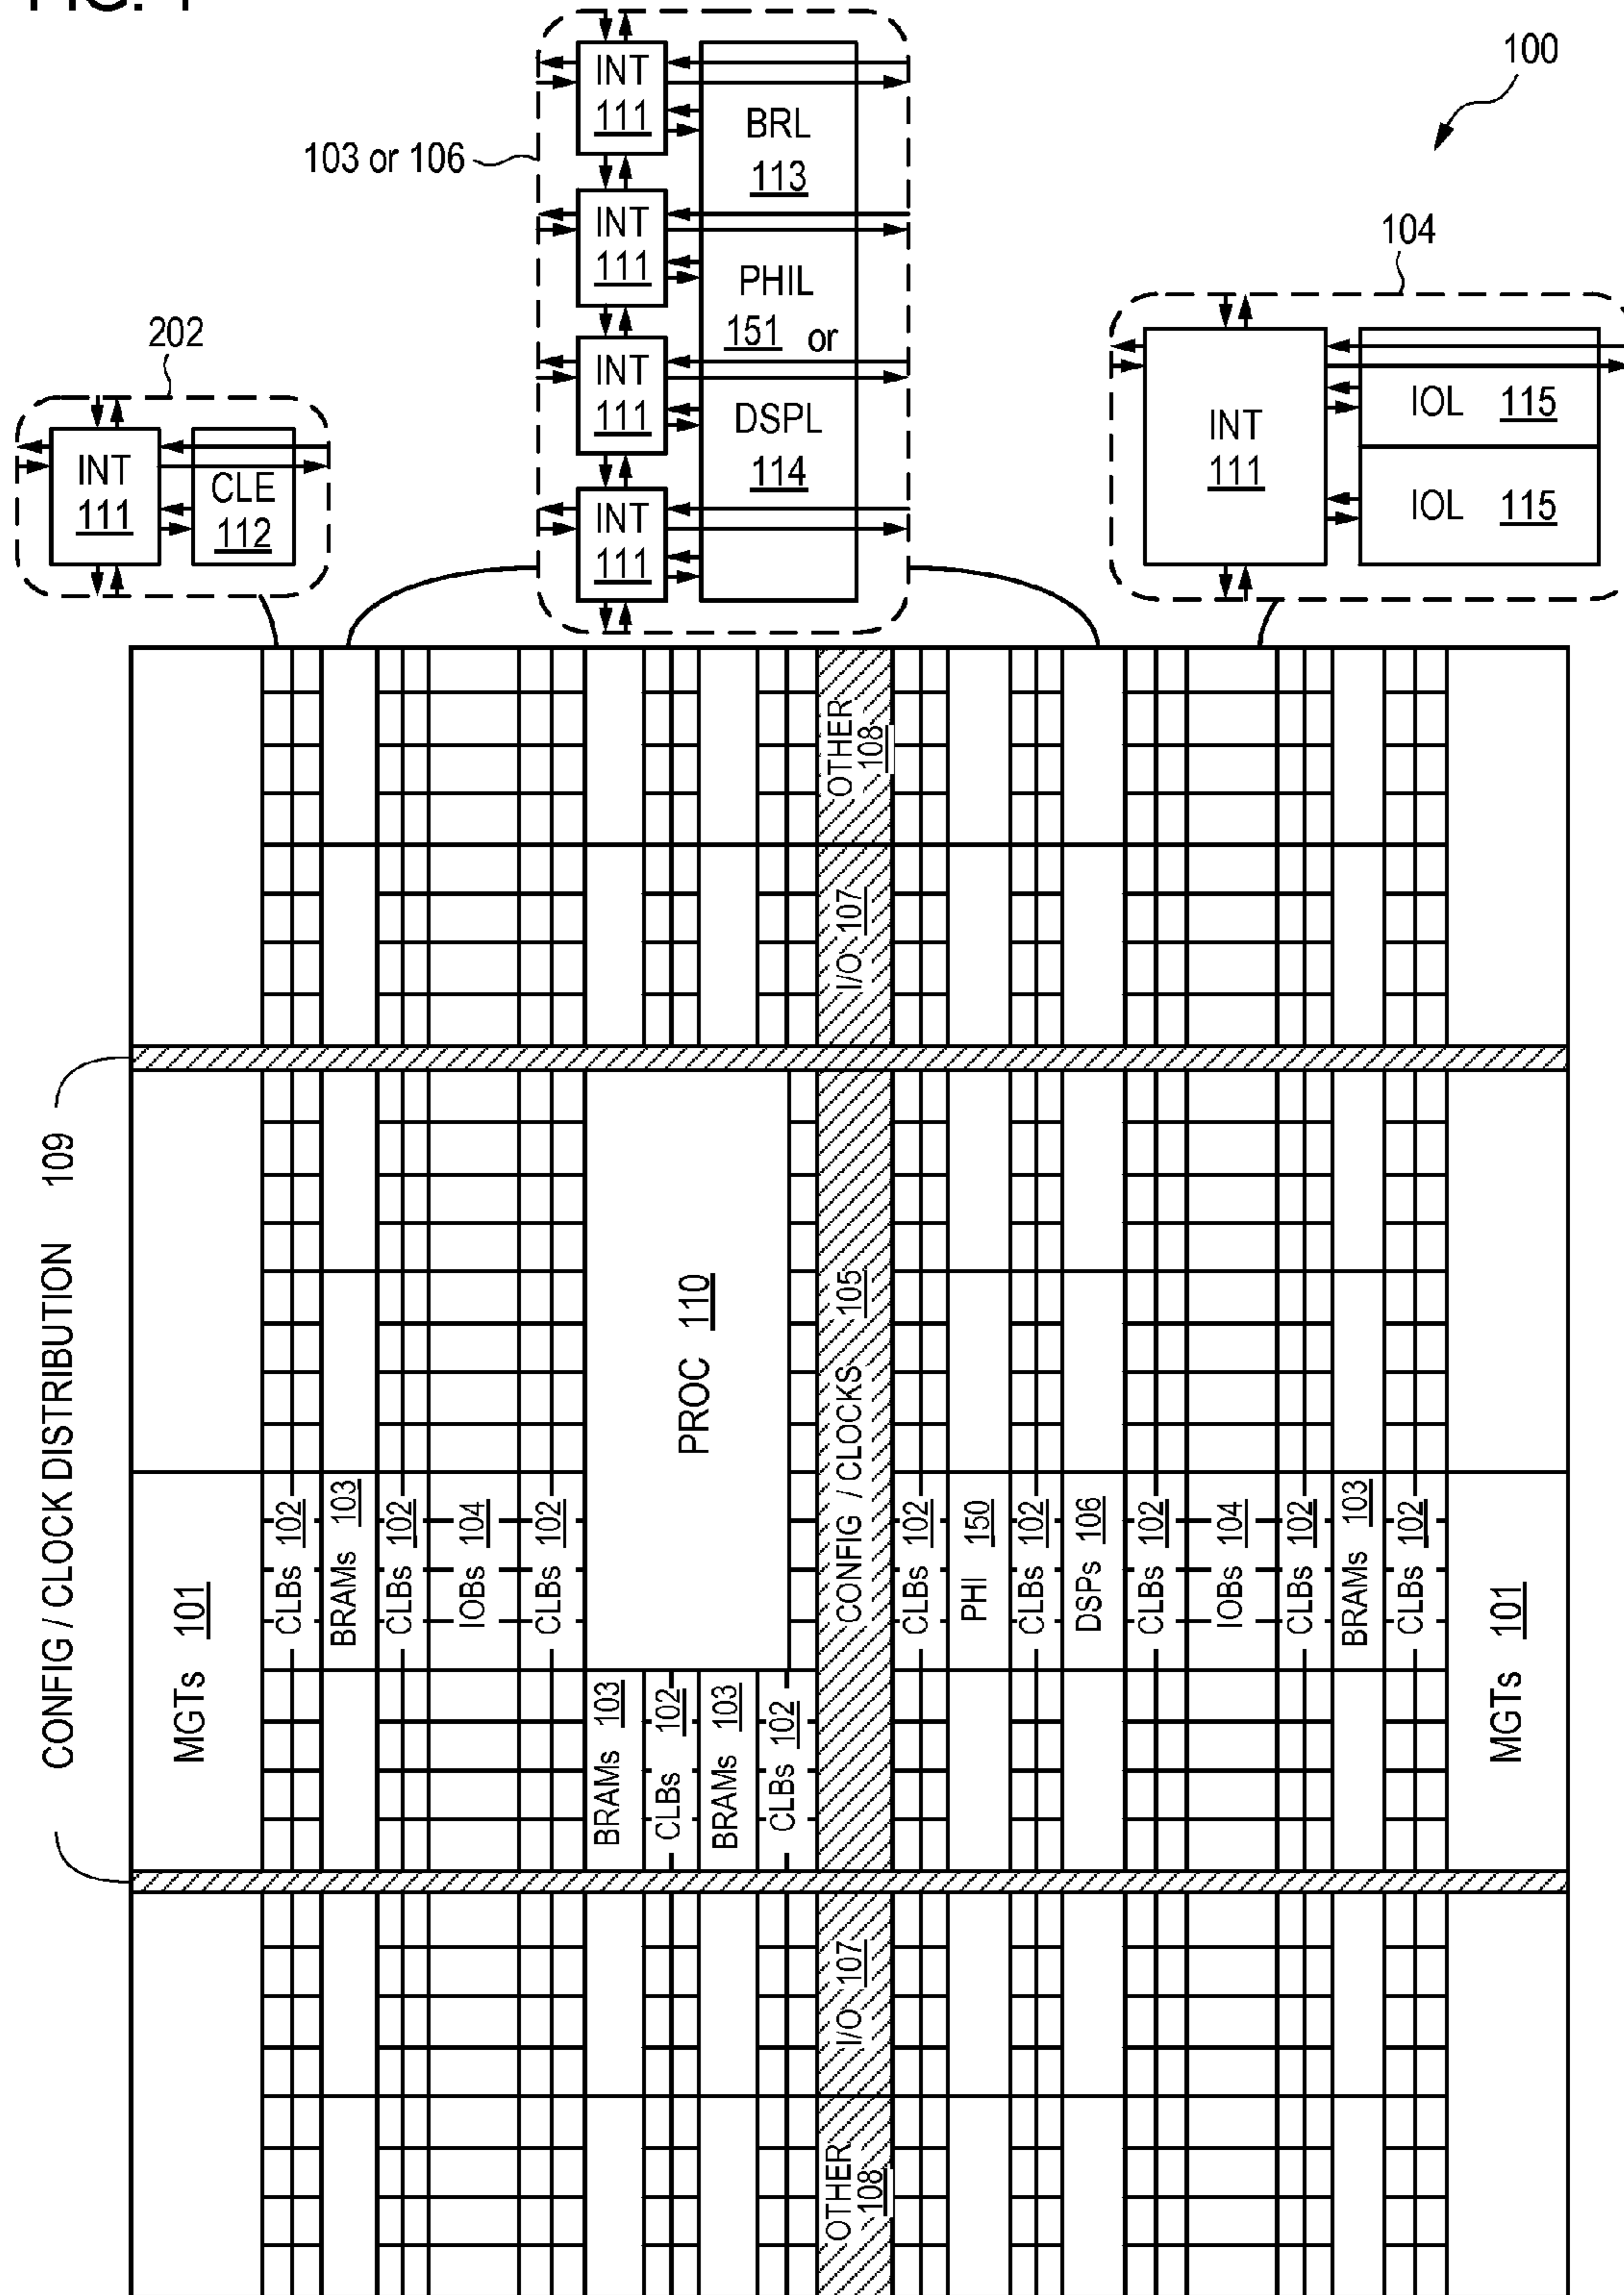 100
103 or 106
INT
111
INT
111
INT
111
INT
111
BRL
113
PHIL
151 or
DSPL
114
104
INT
111
IOL 115
IOL 115
202
INT
111
CLE
112
OTHER
108
I/O 107
CONFIG / CLOCK DISTRIBUTION 109
PROC 110
CONFIG / CLOCKS 105
MGTs 101
CLBs 102
BRAMs 103
CLBs 102
IOBs 104
CLBs 102
BRAMs 103
CLBs 102
BRAMs 103
CLBs 102
CLBs 102
PHI 150
CLBs 102
DSPs 106
CLBs 102
IOBs 104
CLBs 102
BRAMs 103
CLBs 102
MGTs 101
I/O 107
OTHER
108